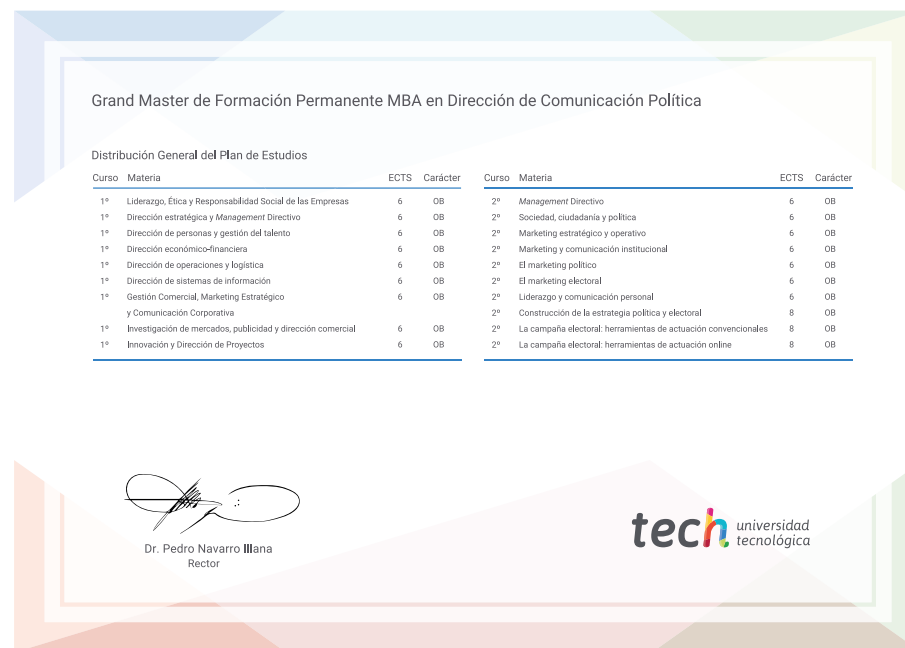 Grand Master de Formación Permanente MBA en Dirección de Comunicación Política
Distribución General del Plan de Estudios
Curso Materia ECTS Carácter
1º Liderazgo, Ética y Responsabilidad Social de las Empresas 6 OB
1º Dirección estratégica y Management Directivo 6 OB
1º Dirección de personas y gestión del talento 6 OB
1º Dirección económico-financiera 6 OB
1º Dirección de operaciones y logística 6 OB
1º Dirección de sistemas de información 6 OB
1º Gestión Comercial, Marketing Estratégico 6 OB
y Comunicación Corporativa
1º Investigación de mercados, publicidad y dirección comercial 6 OB
1º Innovación y Dirección de Proyectos 6 OB
Curso Materia ECTS Carácter
2º Management Directivo 6 OB
2º Sociedad, ciudadanía y política 6 OB
2º Marketing estratégico y operativo 6 OB
2º Marketing y comunicación institucional 6 OB
2º El marketing político 6 OB
2º El marketing electoral 6 OB
2º Liderazgo y comunicación personal 6 OB
2º Construcción de la estrategia política y electoral 8 OB
2º La campaña electoral: herramientas de actuación convencionales 8 OB
2º La campaña electoral: herramientas de actuación online 8 OB
Dr. Pedro Navarro Illana
Rector
tech universidad
tecnológica